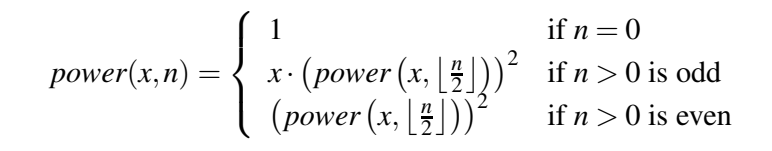 power(x,n) = { 1 if n = 0
x · (power(x, ⌊n/2⌋))² if n > 0 is odd
(power(x, ⌊n/2⌋))² if n > 0 is even